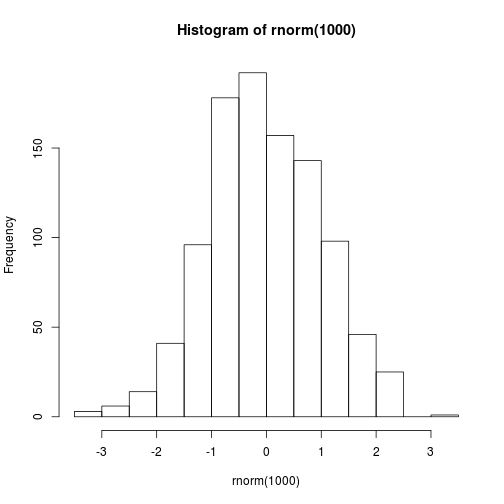 Histogram of rnorm(1000)
Frequency
150
100
50
0
-3 -2 -1 0 1 2 3
rnorm(1000)